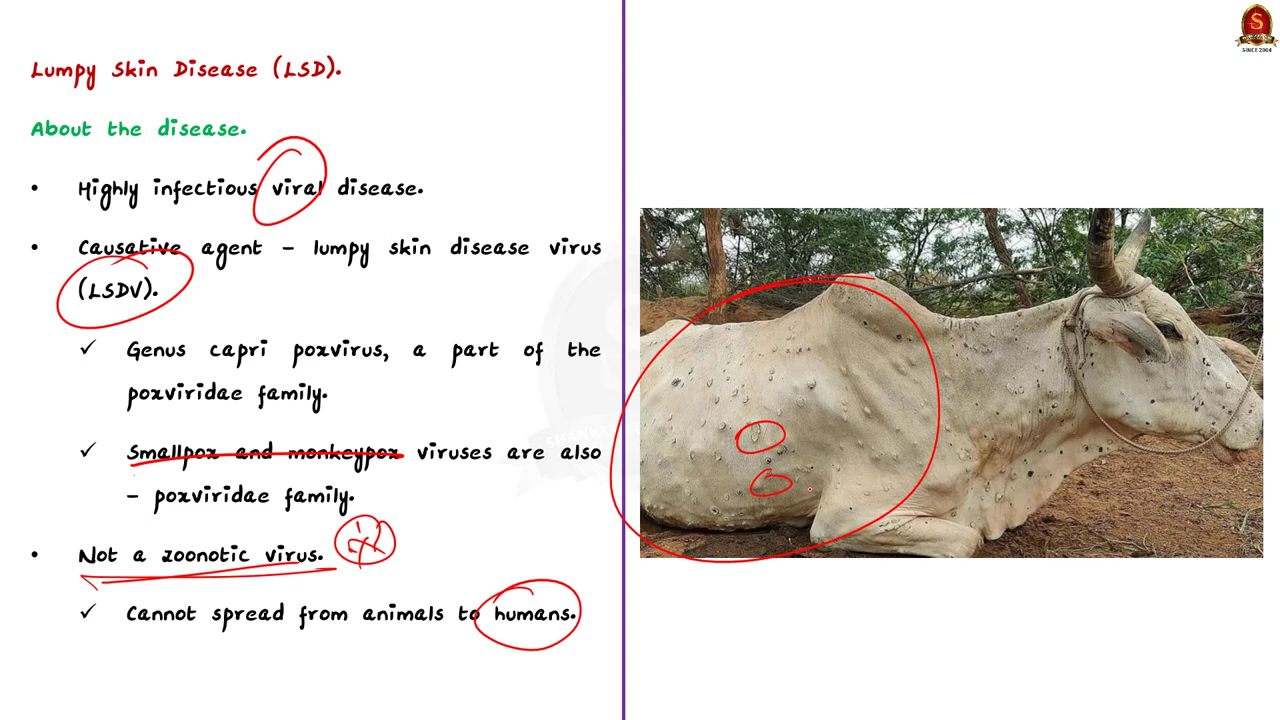 Lumpy Skin Disease (LSD).
About the disease.
• Highly infectious viral disease.
• Causative agent – lumpy skin disease virus
(LSDV).
✓ Genus capri poxvirus, a part of the
poxviridae family.
✓ Smallpox and monkeypox viruses are also
– poxviridae family.
• Not a zoonotic virus.
✓ Cannot spread from animals to humans.
S
SINCE 2004